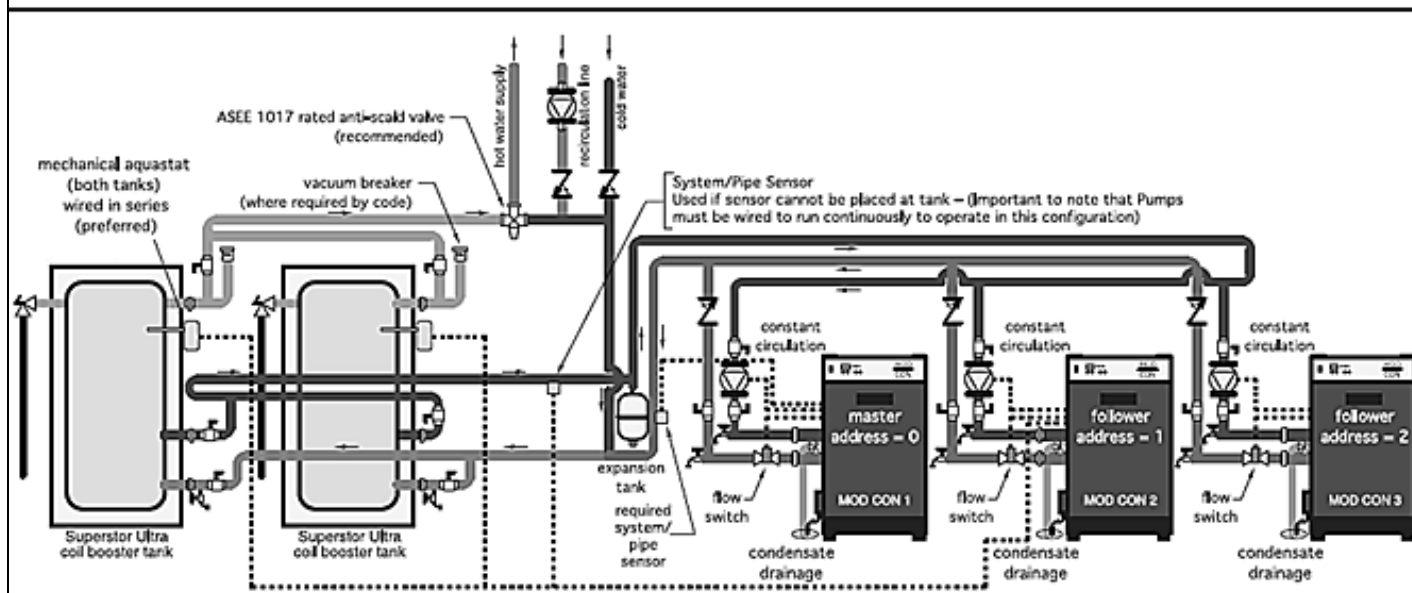 hot water supply
recirculation line
cold water
ASEE 1017 rated anti-scald valve
(recommended)
mechanical aquastat
(both tanks)
wired in series
(preferred)
vacuum breaker
(where required by code)
System/Pipe Sensor
Used if sensor cannot be placed at tank – (Important to note that Pumps
must be wired to run continuously to operate in this configuration)
constant
circulation
constant
circulation
constant
circulation
master
address = 0
MOD CON 1
follower
address = 1
MOD CON 2
follower
address = 2
MOD CON 3
expansion
tank
required
system/
pipe
sensor
flow
switch
flow
switch
flow
switch
condensate
drainage
condensate
drainage
condensate
drainage
Superstor Ultra
coil booster tank
Superstor Ultra
coil booster tank